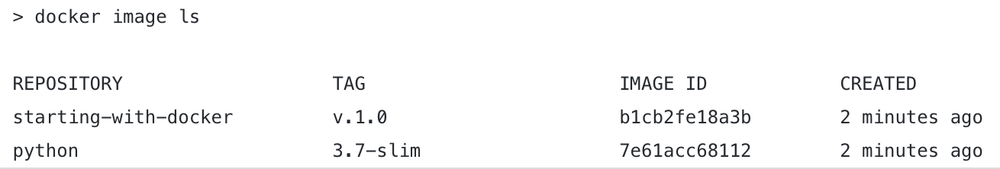 > docker image ls
REPOSITORY TAG IMAGE ID CREATED
starting-with-docker v.1.0 b1cb2fe18a3b 2 minutes ago
python 3.7-slim 7e61acc68112 2 minutes ago